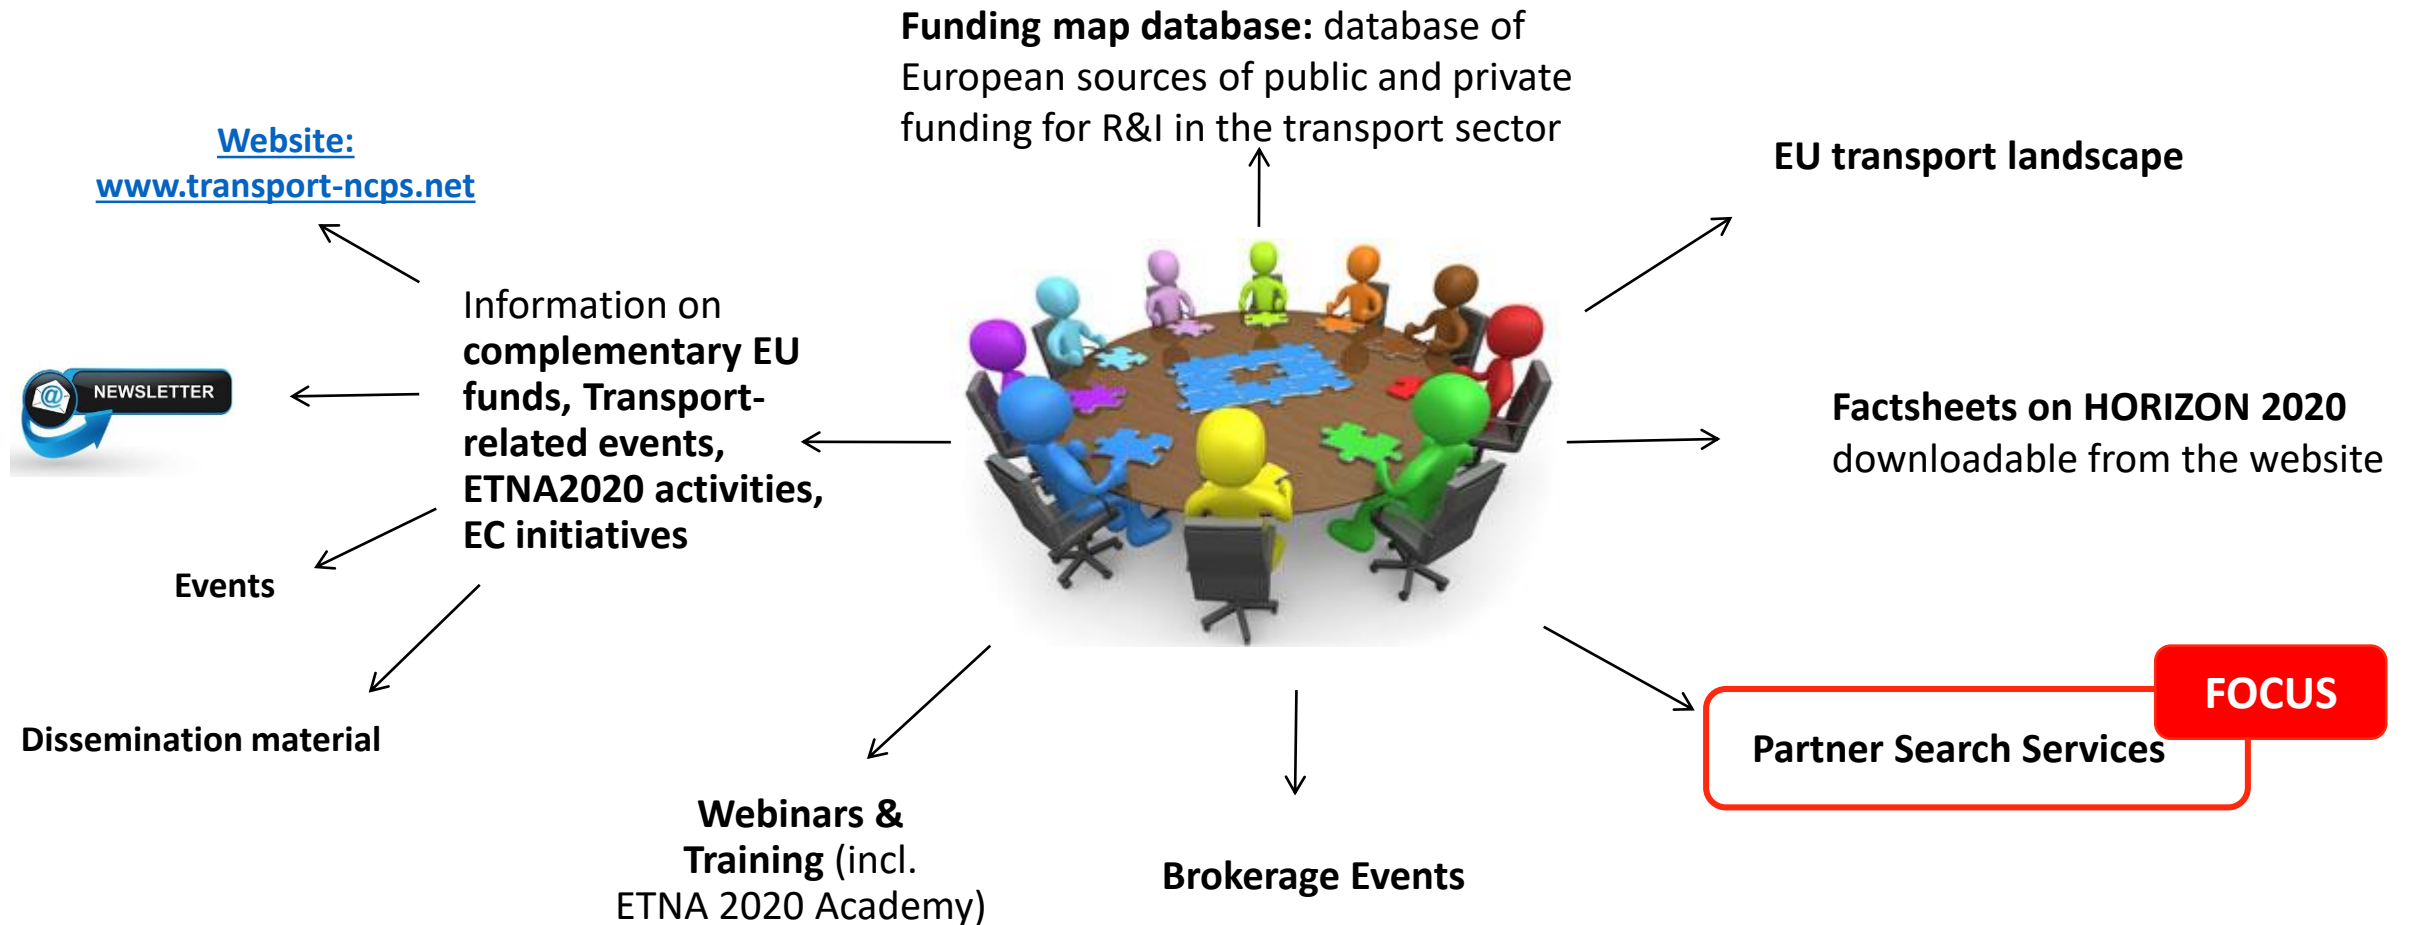 Funding map database: database of
European sources of public and private
funding for R&I in the transport sector
Website:
www.transport-ncps.net
EU transport landscape
Information on
complementary EU
funds, Transport-
related events,
ETNA2020 activities,
EC initiatives
@
NEWSLETTER
Factsheets on HORIZON 2020
downloadable from the website
Events
Dissemination material
FOCUS
Partner Search Services
Webinars &
Training (incl.
ETNA 2020 Academy)
Brokerage Events